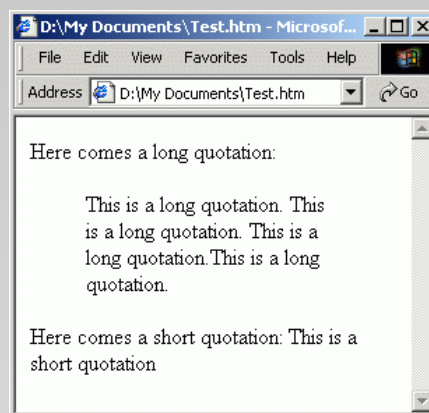 D:\My Documents\Test.htm - Microsof...
File Edit View Favorites Tools Help
Address D:\My Documents\Test.htm Go
Here comes a long quotation:
This is a long quotation. This
is a long quotation. This is a
long quotation.This is a long
quotation.
Here comes a short quotation: This is a
short quotation